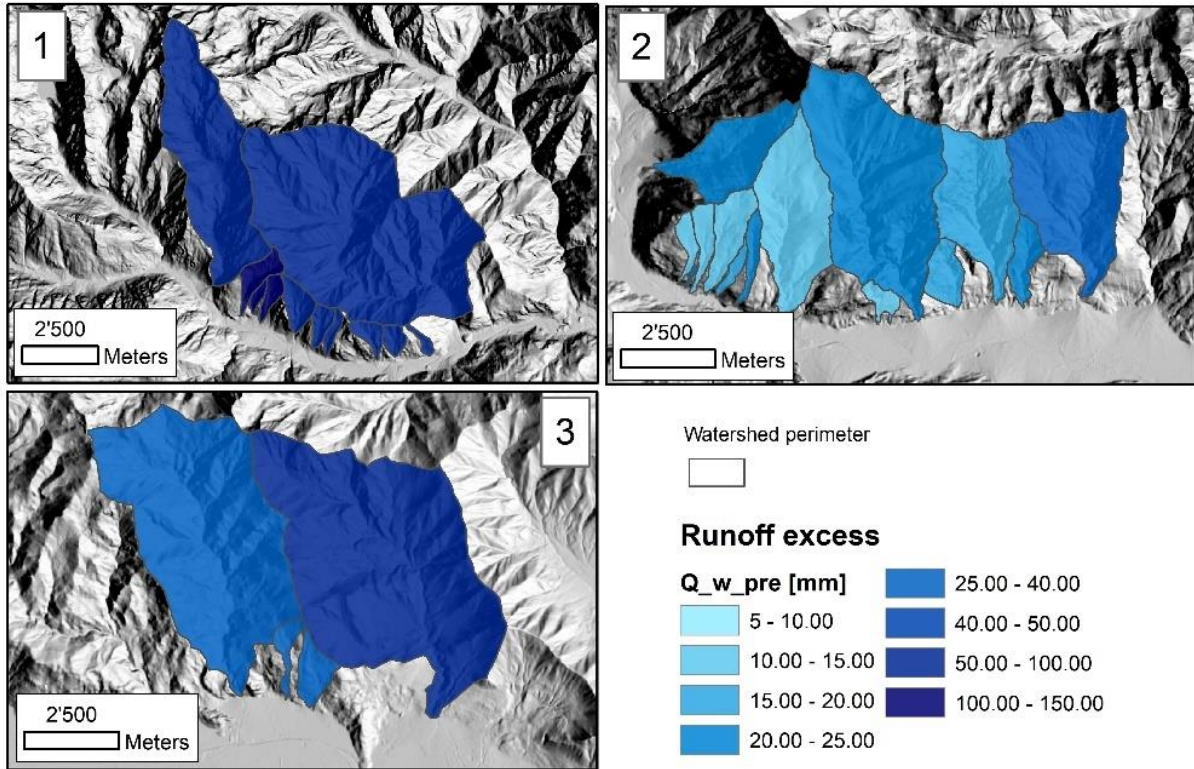 1
2'500
Meters
2
2'500
Meters
3
2'500
Meters
Watershed perimeter
Runoff excess
Q_w_pre [mm]
5 - 10.00
10.00 - 15.00
15.00 - 20.00
20.00 - 25.00
25.00 - 40.00
40.00 - 50.00
50.00 - 100.00
100.00 - 150.00